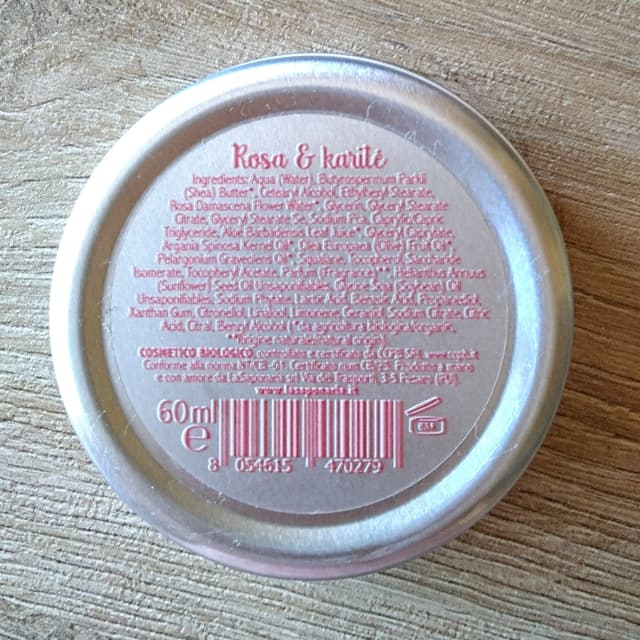 Rosa & karité
Ingredients: Aqua (Water), Butyrospermum Parkii
(Shea) Butter*, Cetearyl Alcohol, Ethylhexyl Stearate,
Rosa Damascena Flower Water*, Glycerin, Glyceryl Stearate
Citrate, Glyceryl Stearate Se, Sodium Pca, Caprylic/Capric
Triglyceride, Aloe Barbadensis Leaf Juice*, Glyceryl Caprylate,
Argania Spinosa Kernel Oil*, Olea Europaea (Olive) Fruit Oil*,
Pelargonium Graveolens Oil*, Squalane, Tocopherol, Saccharide
Isomerate, Tocopheryl Acetate, Parfum (Fragrance)**, Helianthus Annuus
(Sunflower) Seed Oil Unsaponifiables, Glycine Soja (Soybean) Oil
Unsaponifiables, Sodium Phytate, Lactic Acid, Benzoic Acid, Propanediol,
Xanthan Gum, Citronellol, Linalool, Limonene, Geraniol, Sodium Citrate, Citric
Acid, Citral, Benzyl Alcohol (*da agricoltura biologica/organic,
**origine naturale/natural origin)
COSMETICO BIOLOGICO controllato e certificato da CCPB SRL www.ccpb.it
Conforme alla norma Certificato num Prodotto a mano
e con amore da LaSaponaria srl Via dei Trasporti, 3-5 Pesaro (PU).
www.lasaponaria.it
60ml
e
8 054615 470279